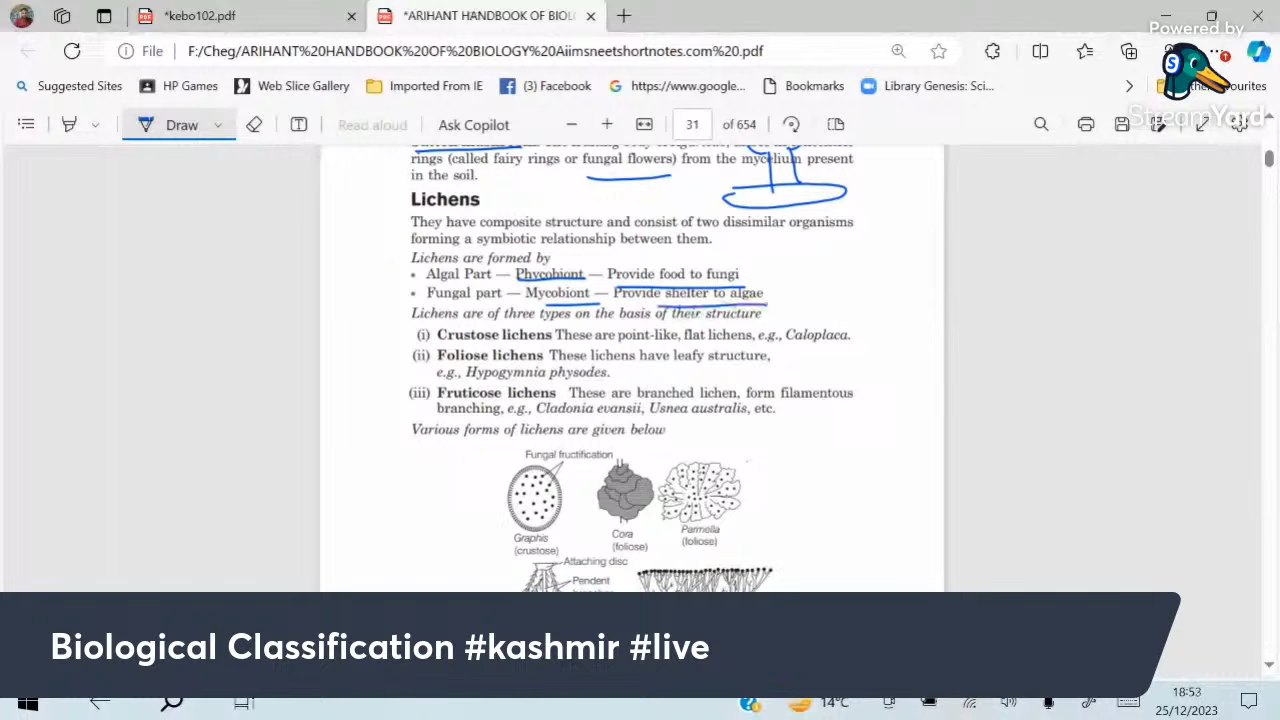 *kebo102.pdf
*ARIHANT HANDBOOK OF BIOL
Powered by
StreamYard
File
F:/Cheg/ARIHANT%20HANDBOOK%20OF%20BIOLOGY%20Aiimsneetshortnotes.com%20.pdf
Suggested Sites
HP Games
Web Slice Gallery
Imported From IE
(3) Facebook
https://www.google...
Bookmarks
Library Genesis: Sci...
Draw
Read aloud
Ask Copilot
31
of 654
rings (called fairy rings or fungal flowers) from the mycelium present
in the soil.
Lichens
They have composite structure and consist of two dissimilar organisms
forming a symbiotic relationship between them.
Lichens are formed by
• Algal Part — Phycobiont — Provide food to fungi
• Fungal part — Mycobiont — Provide shelter to algae
Lichens are of three types on the basis of their structure
(i) Crustose lichens These are point-like, flat lichens, e.g., Caloplaca.
(ii) Foliose lichens These lichens have leafy structure,
e.g., Hypogymnia physodes.
(iii) Fruticose lichens These are branched lichen, form filamentous
branching, e.g., Cladonia evansii, Usnea australis, etc.
Various forms of lichens are given below
Fungal fructification
Graphis
(crustose)
Cora
(foliose)
Parmella
(foliose)
Attaching disc
Pendent
Biological Classification #kashmir #live
14°C
18:53
25/12/2023